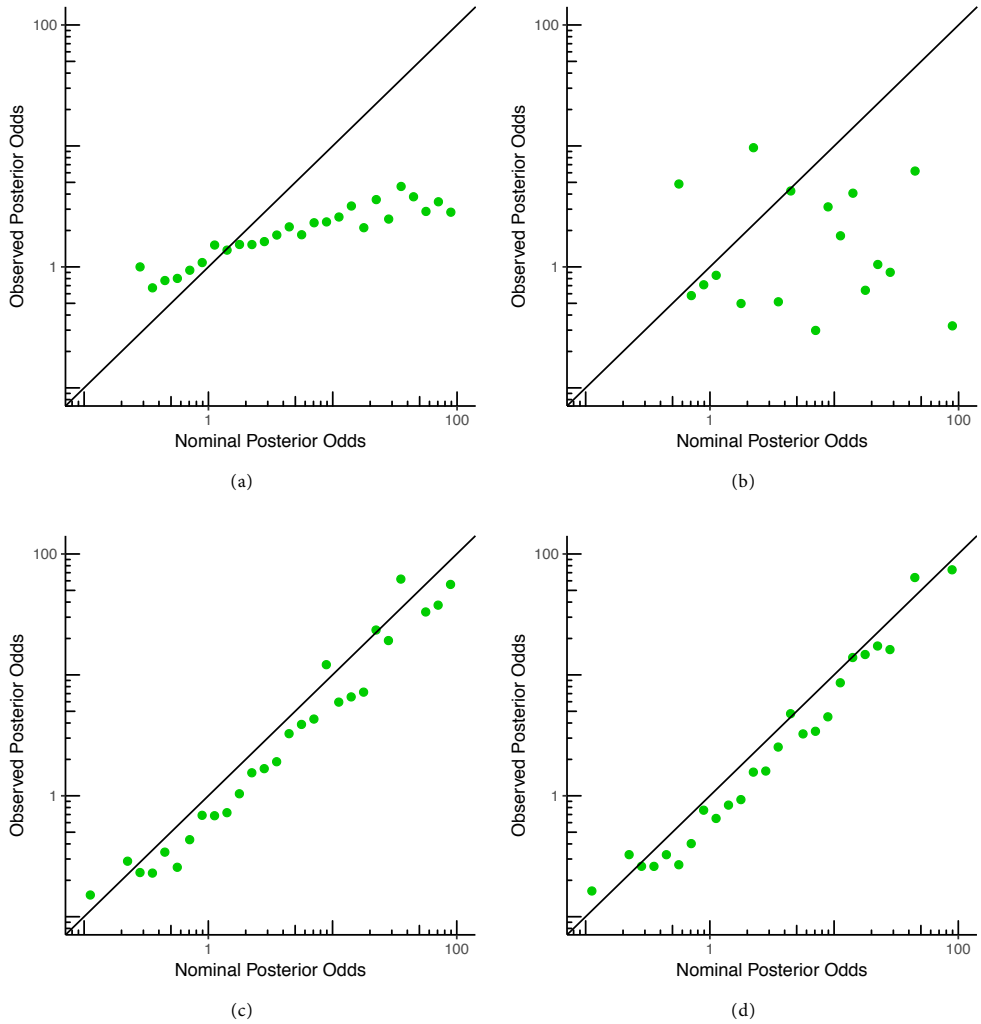 100
1
Observed Posterior Odds
1
100
Nominal Posterior Odds
(a)
100
1
Observed Posterior Odds
1
100
Nominal Posterior Odds
(b)
100
1
Observed Posterior Odds
1
100
Nominal Posterior Odds
(c)
100
1
Observed Posterior Odds
1
100
Nominal Posterior Odds
(d)